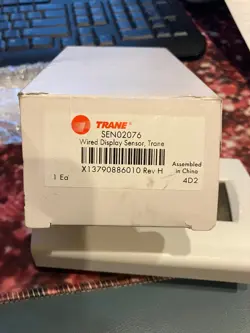 TRANE®
SEN02076
Wired Display Sensor, Trane
X13790886010 Rev H
Assembled
in China
1 Ea
4D2